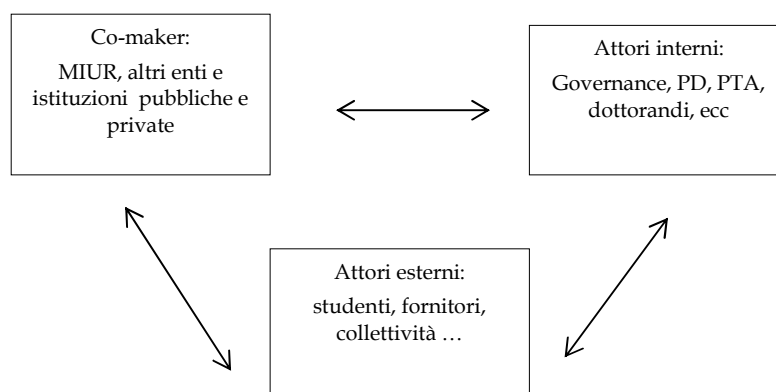 Co-maker:
MIUR, altri enti e
istituzioni pubbliche e
private
Attori interni:
Governance, PD, PTA,
dottorandi, ecc
Attori esterni:
studenti, fornitori,
collettività …